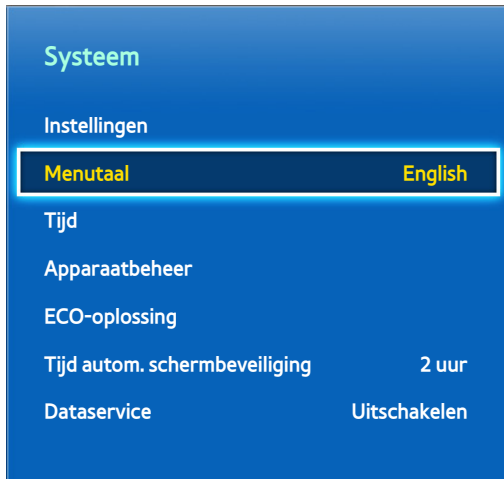 Systeem
Instellingen
Menutaal English
Tijd
Apparaatbeheer
ECO-oplossing
Tijd autom. schermbeveiliging 2 uur
Dataservice Uitschakelen